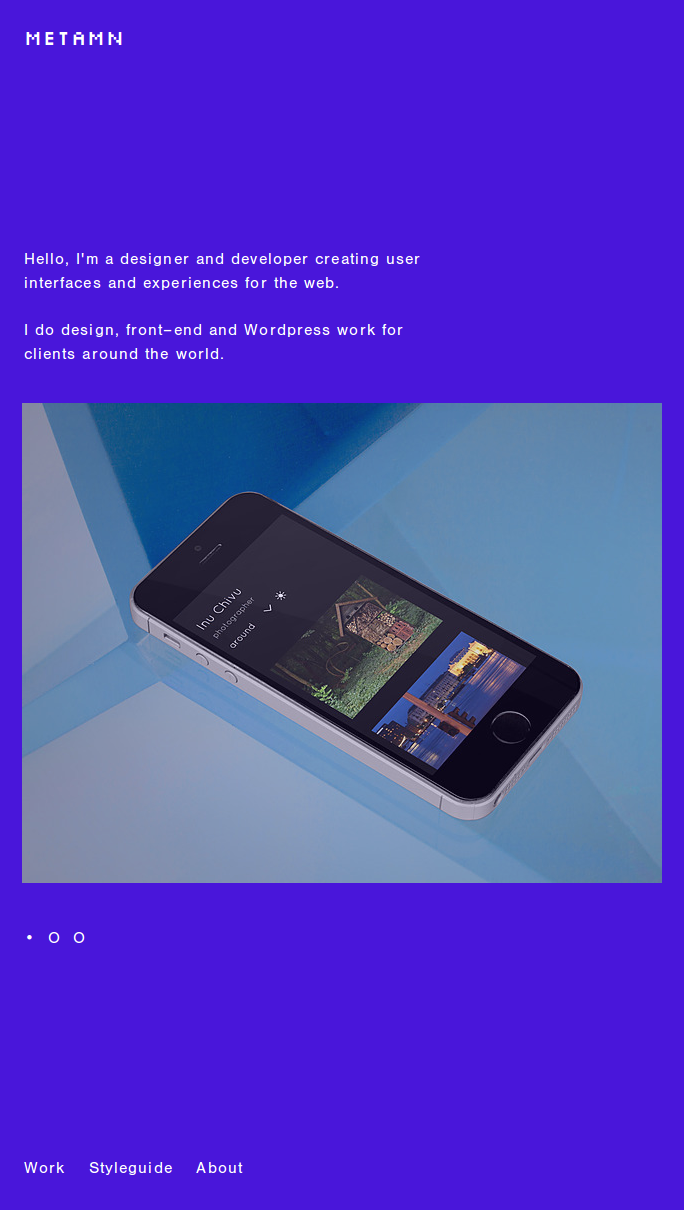 METAMN
Hello, I'm a designer and developer creating user
interfaces and experiences for the web.
I do design, front–end and Wordpress work for
clients around the world.
Inu Chivu
photographer
around
Work Styleguide About